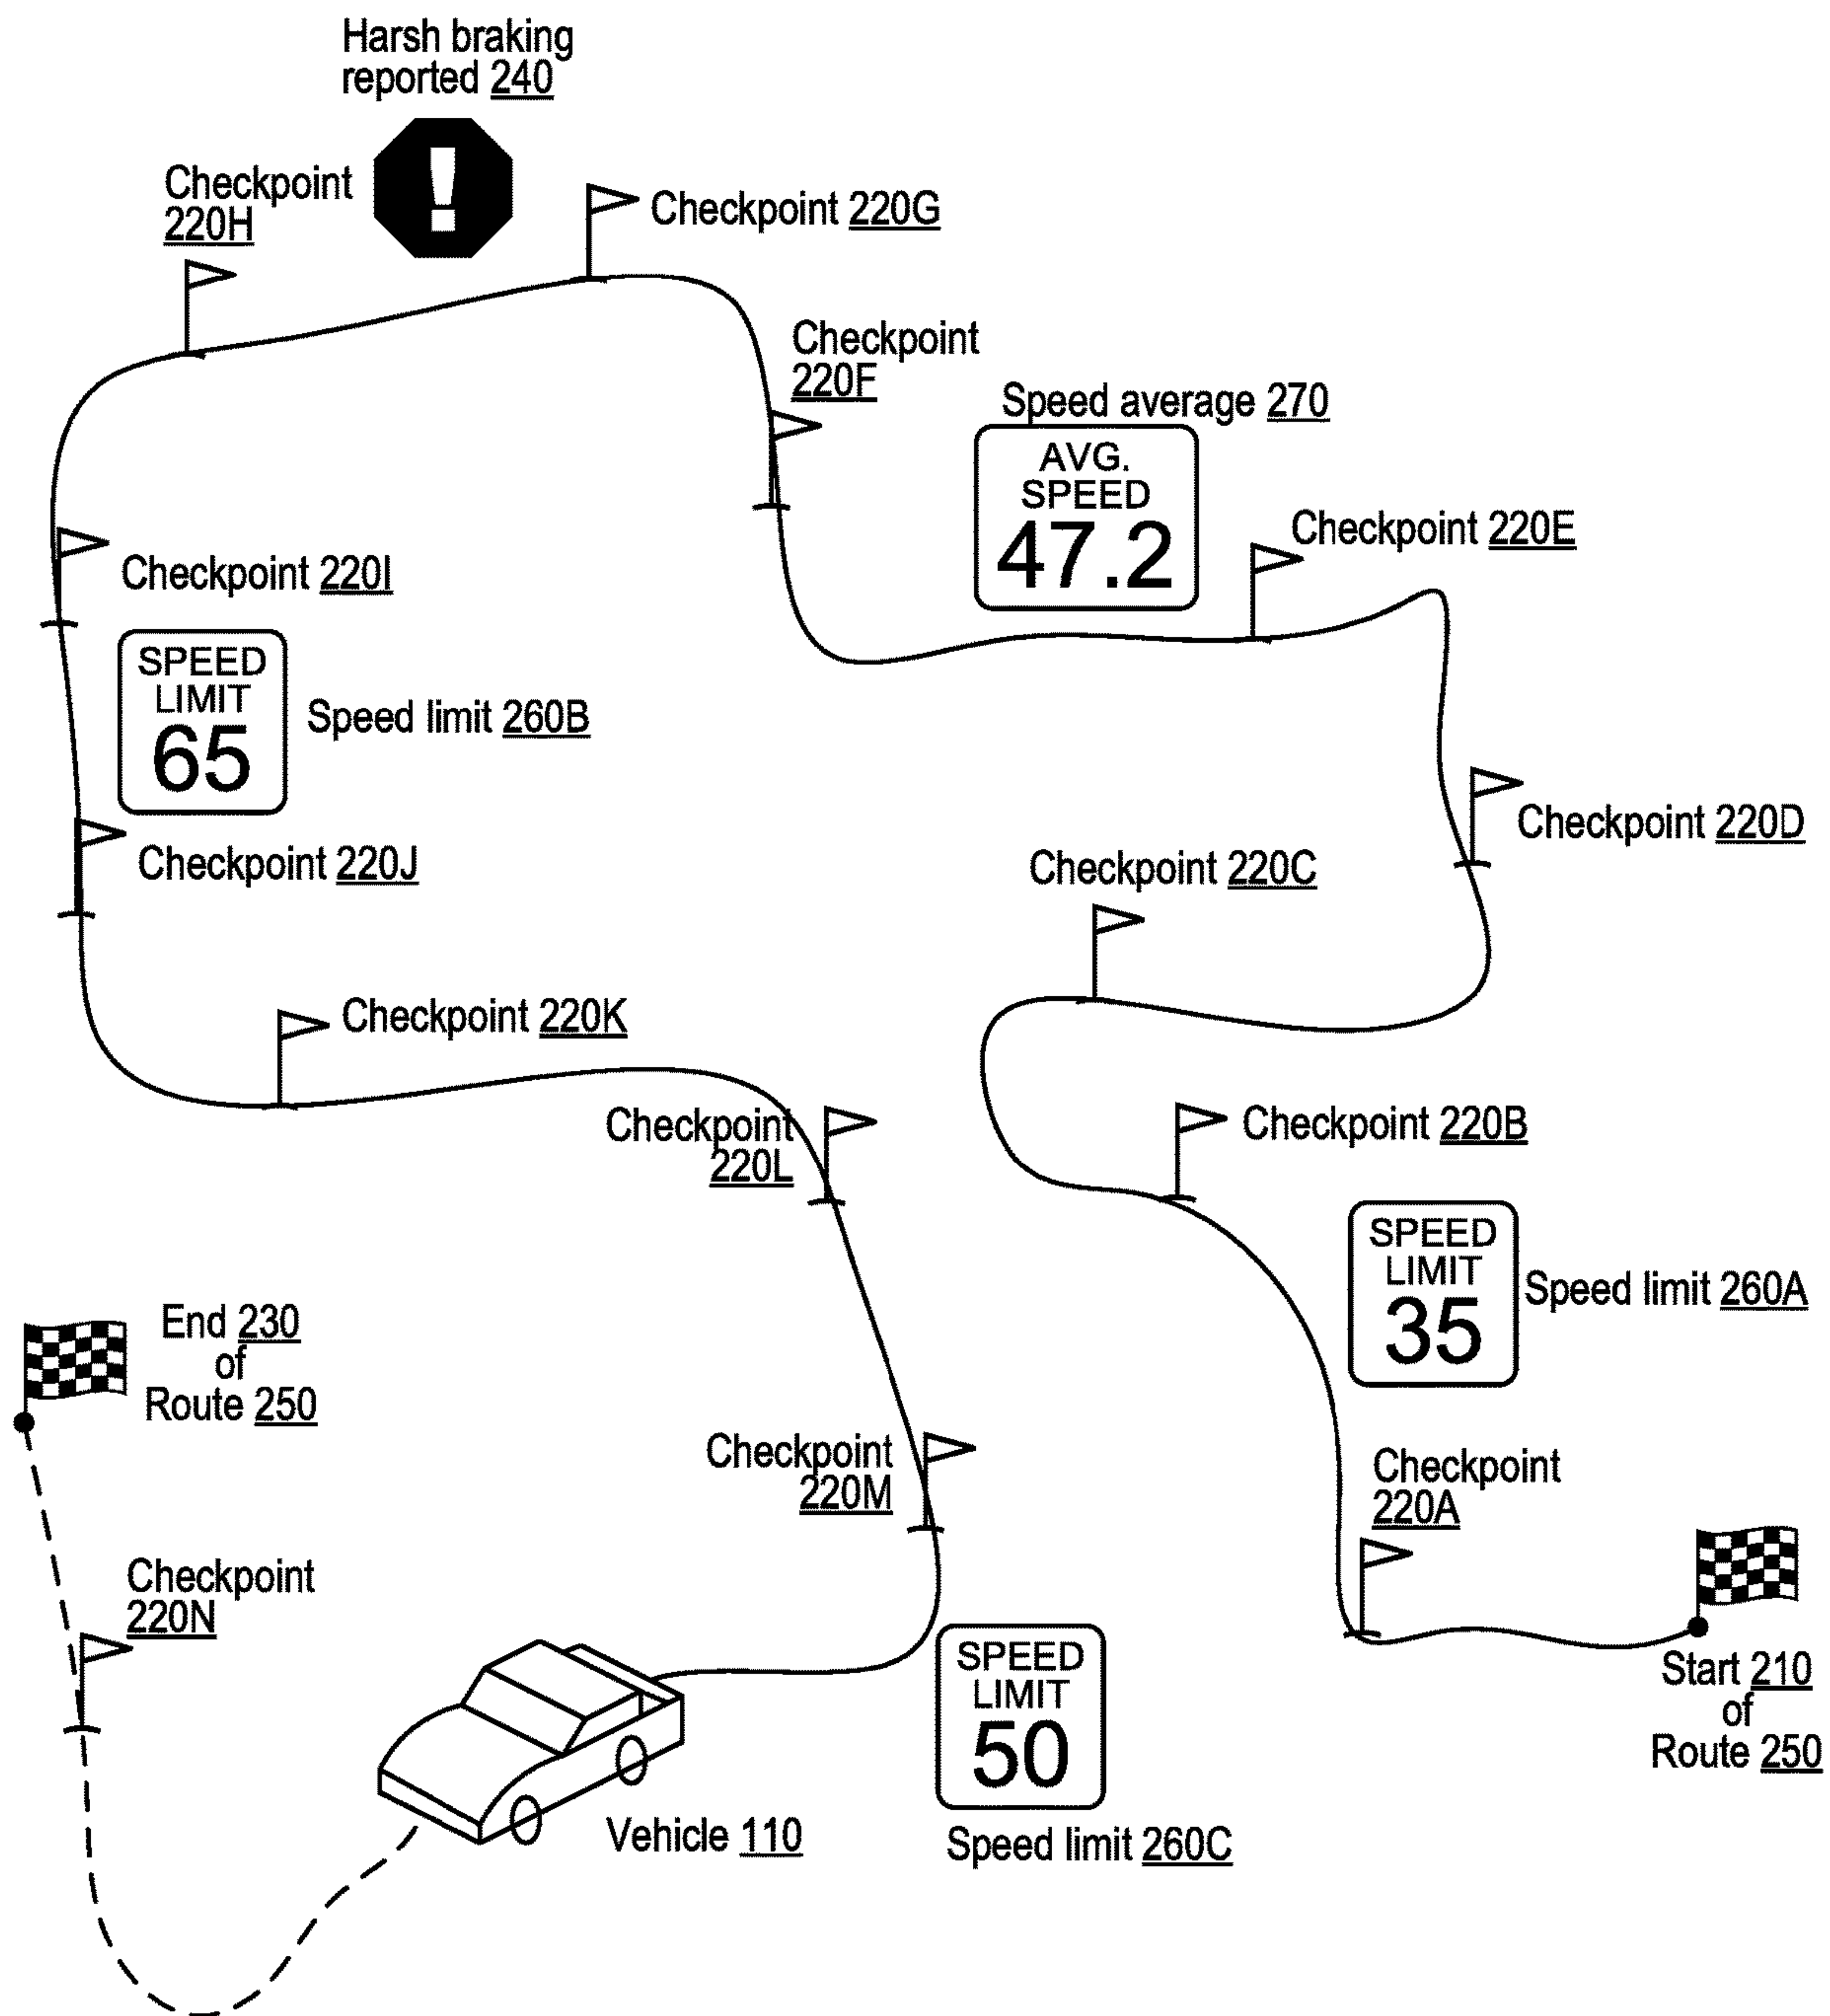 Harsh braking
reported 240
Checkpoint
220H
Checkpoint 220G
Checkpoint
220F
Speed average 270
AVG.
SPEED
47.2
Checkpoint 220E
Checkpoint 220I
SPEED
LIMIT
65
Speed limit 260B
Checkpoint 220D
Checkpoint 220J
Checkpoint 220C
Checkpoint 220K
Checkpoint
220L
Checkpoint 220B
SPEED
LIMIT
35
Speed limit 260A
End 230
of
Route 250
Checkpoint
220M
Checkpoint
220A
Checkpoint
220N
SPEED
LIMIT
50
Speed limit 260C
Start 210
of
Route 250
Vehicle 110